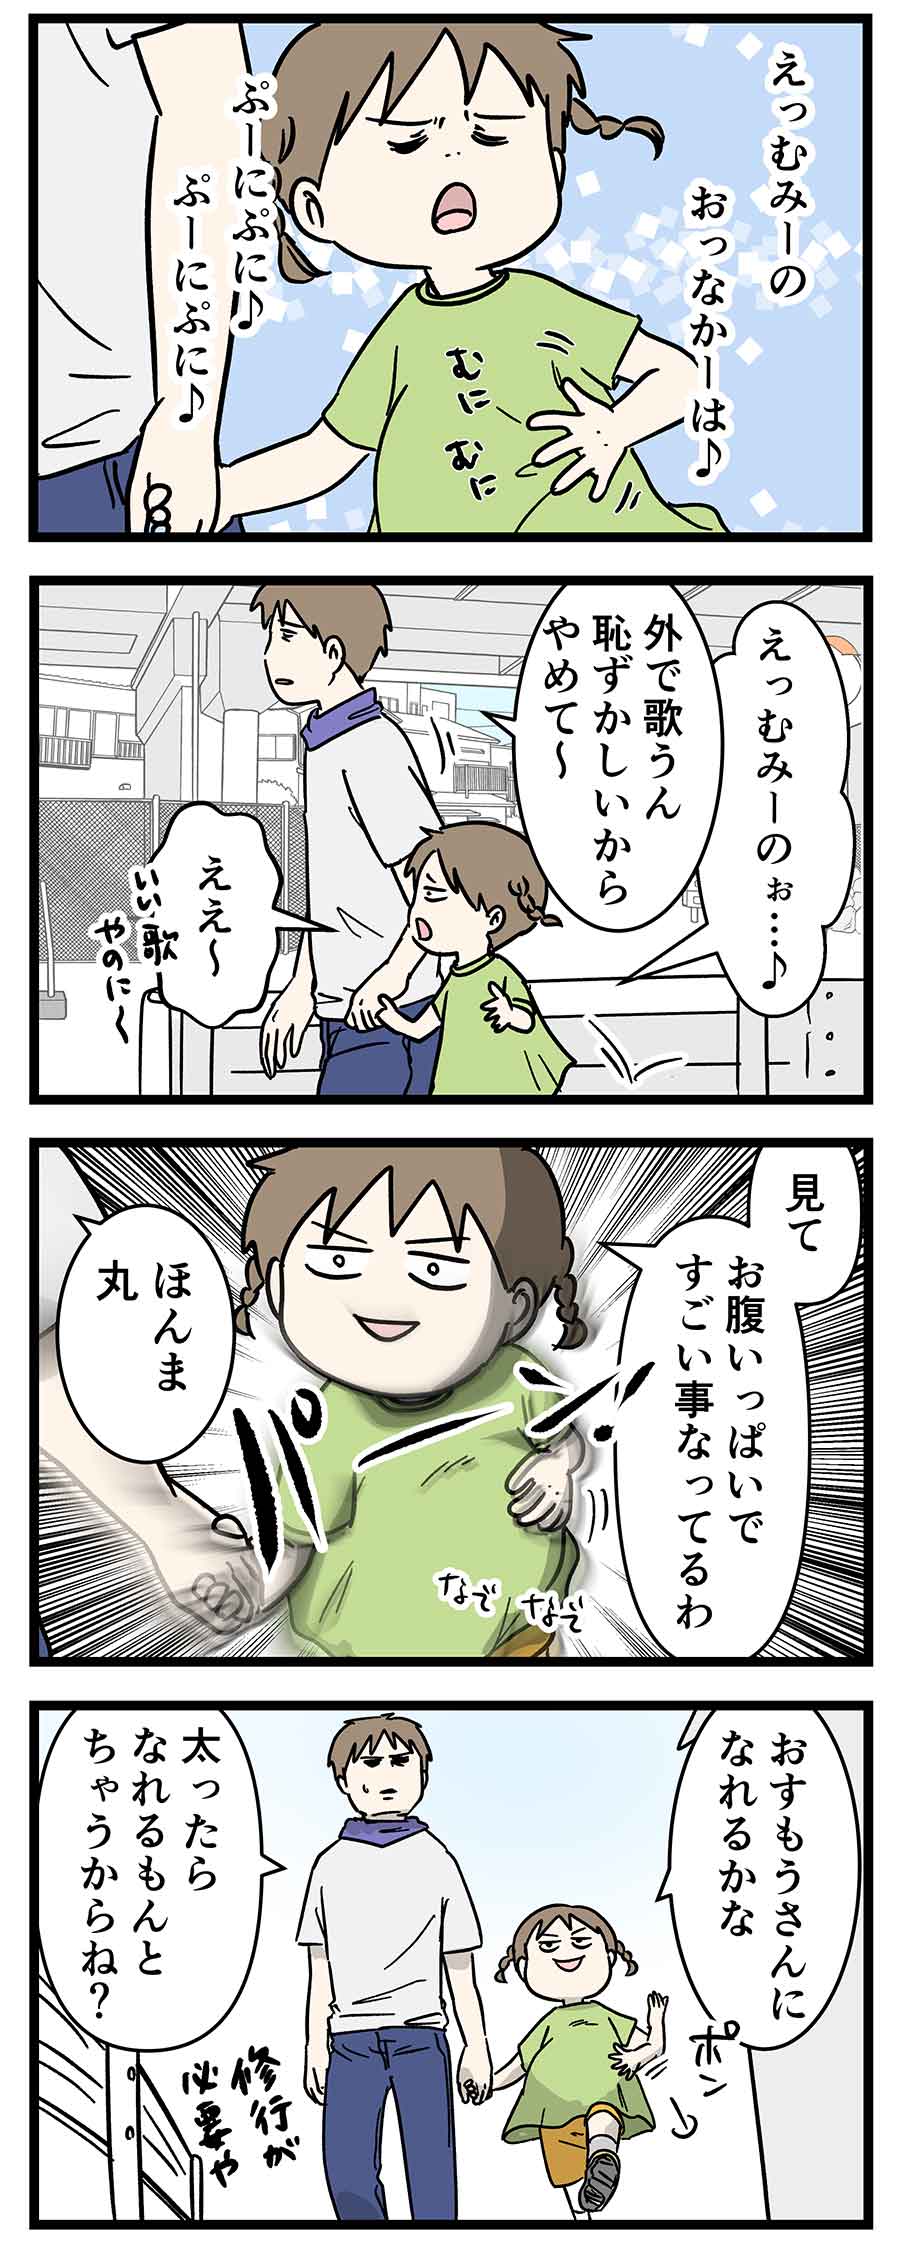 えっむみーの
おっなかーは♪
ぷーにぷに♪
ぷーにぷに♪
むに
むに
えっむみーのぉ…♪
外で歌うん
恥ずかしいから
やめて〜
ええ〜
いい歌
やのに〜
見て
お腹いっぱいで
すごい事なってるわ
パーン!
なで
なで
ほんま
丸
おすもうさんに
なれるかな
ポン
太ったら
なれるもんと
ちゃうからね?
修行が
必要や